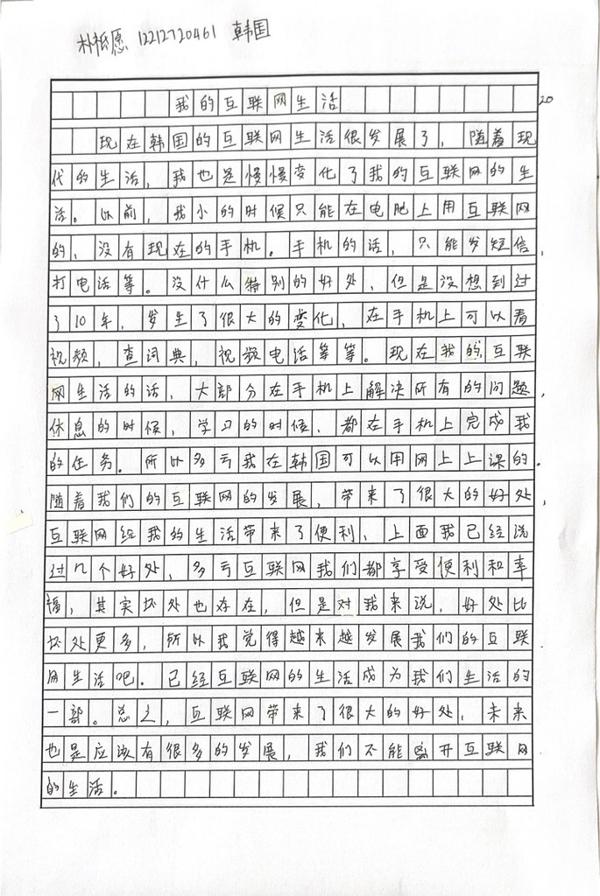 朴祗愿 12212720461 韩国
我的互联网生活
20
现在韩国的互联网生活很发展了，随着现
代的生活，我也是慢慢变化了我的互联网的生
活。以前，我小的时候只能在电脑上用互联网
的，没有现在的手机。手机的话，只能发短信，
打电话等。没什么特别的好处，但是没想到过
了10年，发生了很大的变化，在手机上可以看
视频，查词典，视频电话等等。现在我的互联
网生活的话，大部分在手机上解决所有的问题，
休息的时候，学习的时候，都在手机上完成我
的任务。所以多亏我在韩国可以用网上上课的。
随着我们的互联网的发展，带来了很大的好处，
互联网给我的生活带来了便利，上面我已经说
过几个好处，多亏互联网我们都享受便利和幸
福，其实坏处也存在，但是对我来说，好处比
坏处更多，所以我觉得越来越发展我们的互联
网生活吧。已经互联网的生活成为我们生活的
一部。总之，互联网带来了很大的好处，未来
也是应该有很多的发展，我们不能离开互联网
的生活。